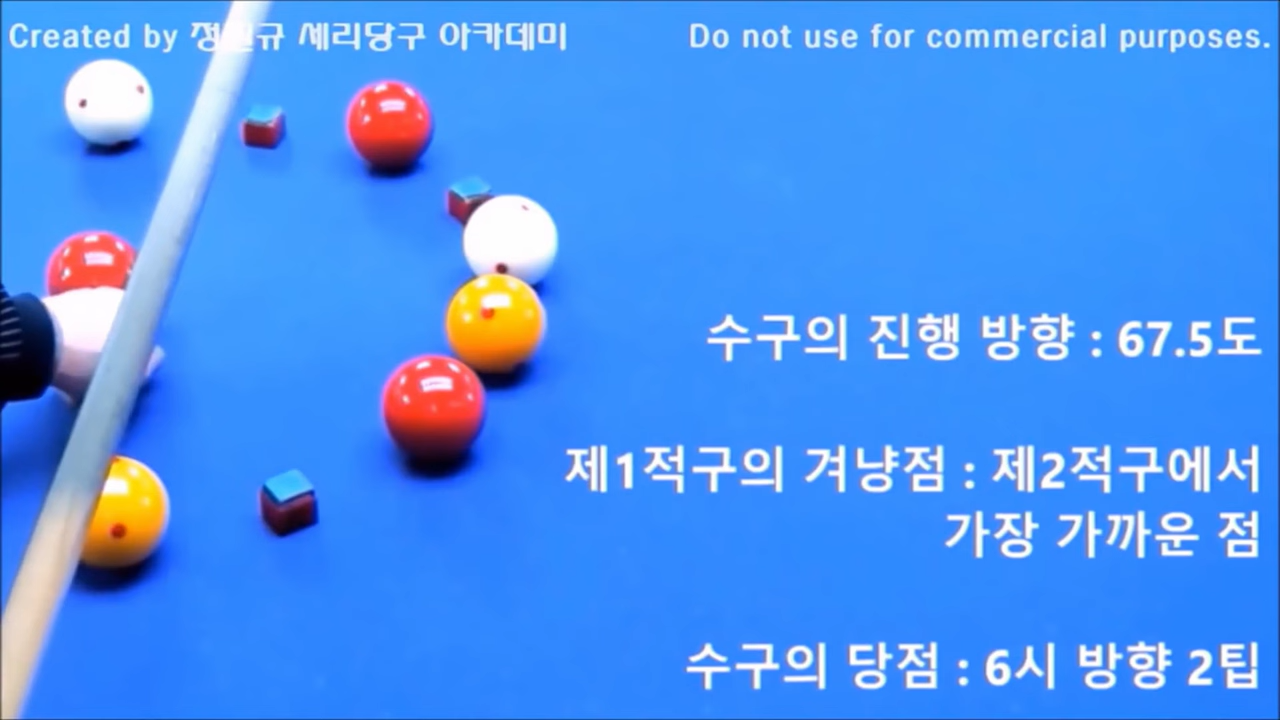 Created by 정일규 세리당구 아카데미
Do not use for commercial purposes.
수구의 진행 방향 : 67.5도
제1적구의 겨냥점 : 제2적구에서
가장 가까운 점
수구의 당점 : 6시 방향 2팁